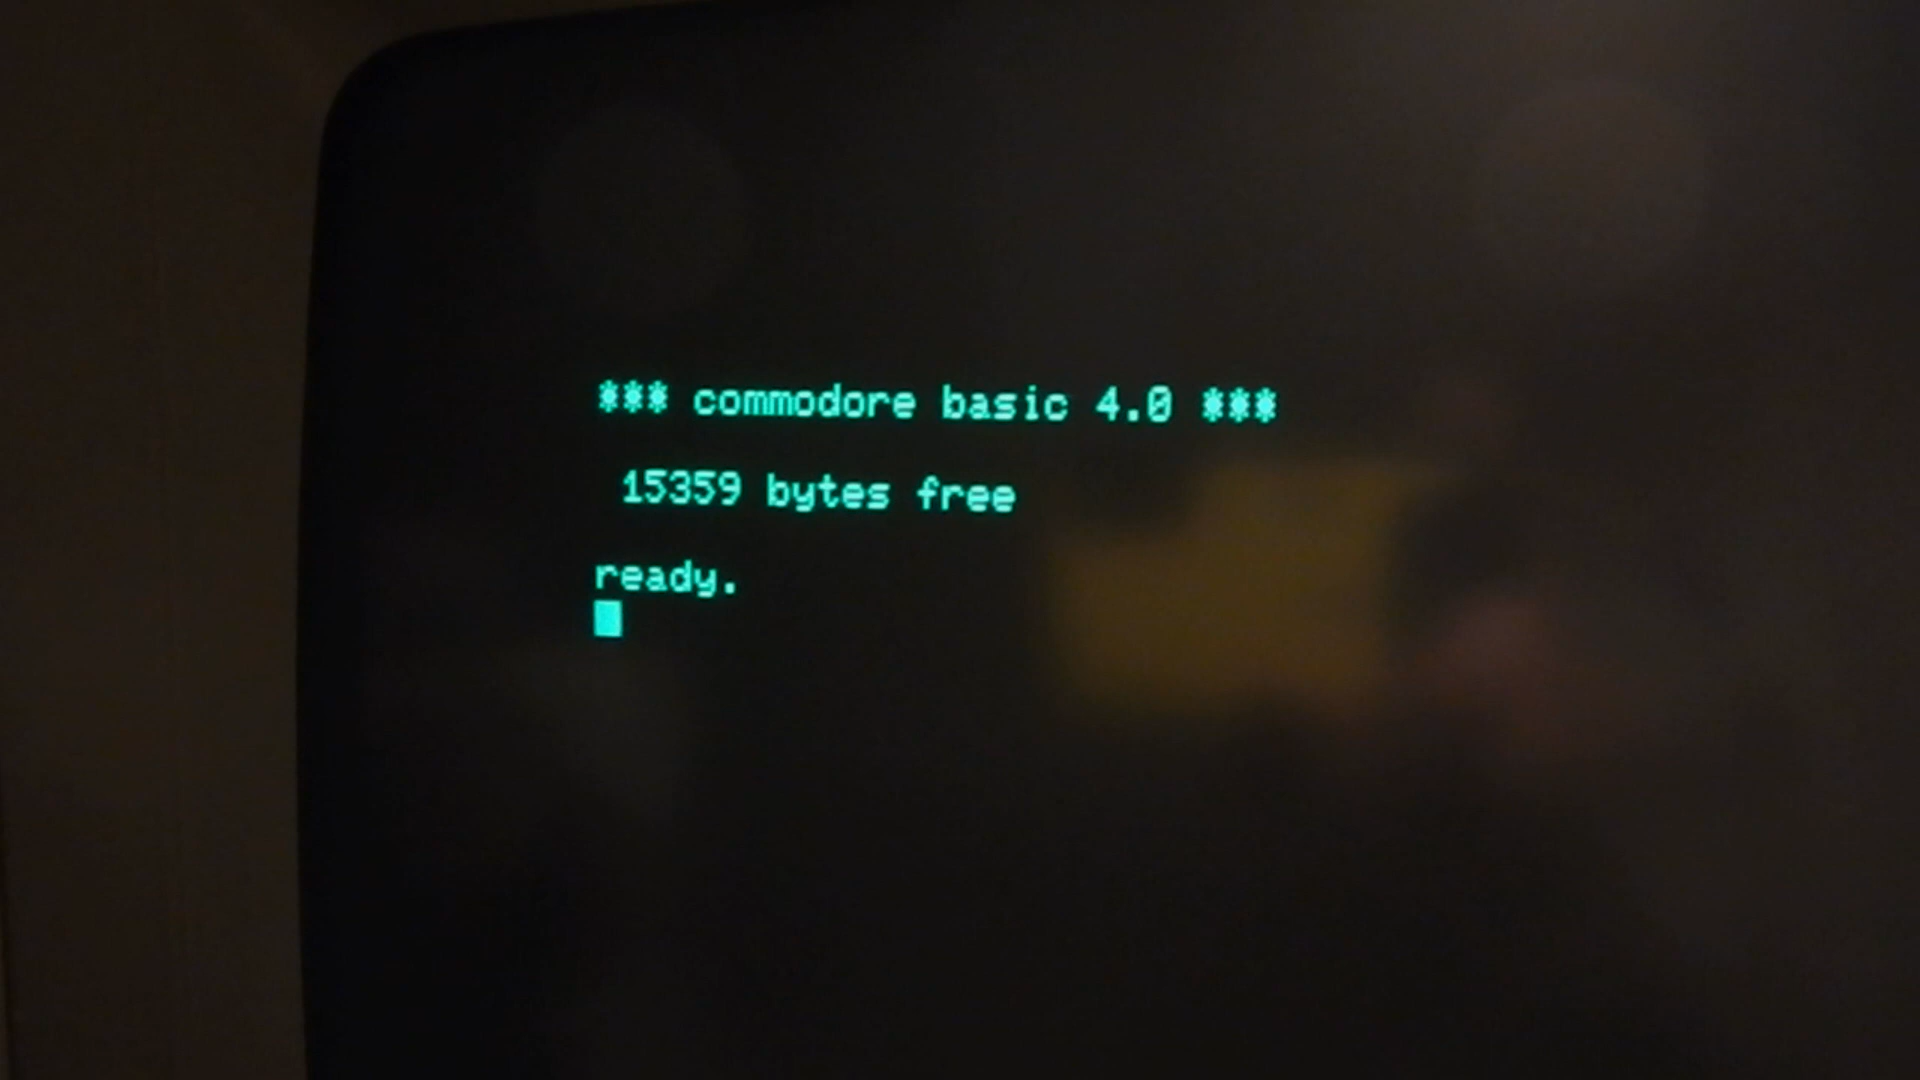 *** commodore basic 4.0 ***
15359 bytes free
ready.